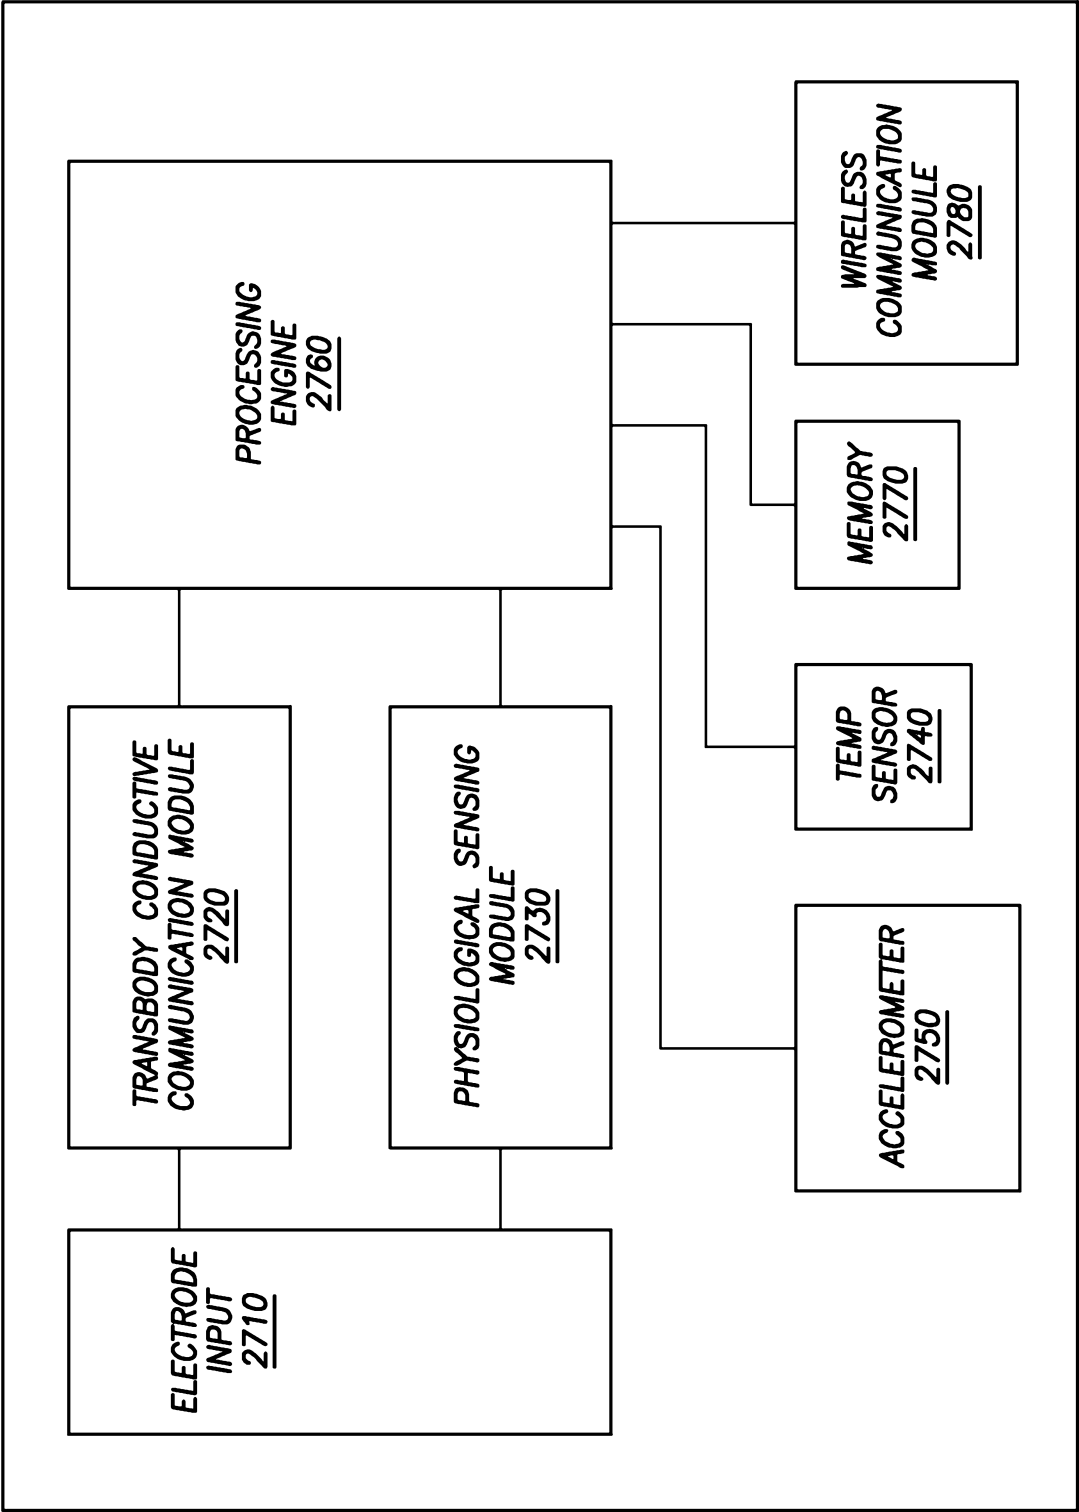 ELECTRODE
INPUT
2710
TRANSBODY CONDUCTIVE
COMMUNICATION MODULE
2720
PHYSIOLOGICAL SENSING
MODULE
2730
PROCESSING
ENGINE
2760
ACCELEROMETER
2750
TEMP
SENSOR
2740
MEMORY
2770
WIRELESS
COMMUNICATION
MODULE
2780